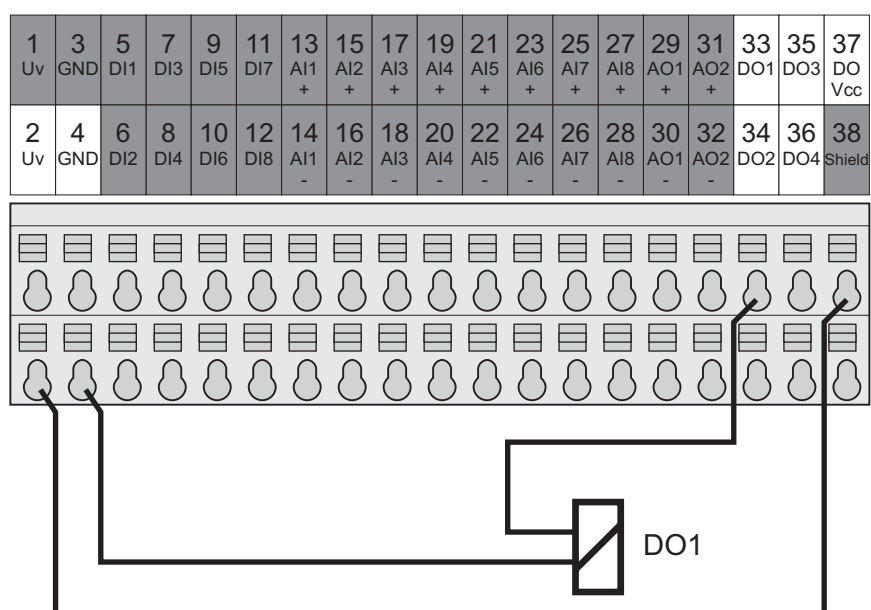 1 3 5 7 9 11 13 15 17 19 21 23 25 27 29 31 33 35 37
Uv GND DI1 DI3 DI5 DI7 AI1 AI2 AI3 AI4 AI5 AI6 AI7 AI8 AO1 AO2 DO1 DO3 DO
+ + + + + + + + + + Vcc
2 4 6 8 10 12 14 16 18 20 22 24 26 28 30 32 34 36 38
Uv GND DI2 DI4 DI6 DI8 AI1 AI2 AI3 AI4 AI5 AI6 AI7 AI8 AO1 AO2 DO2 DO4 Shield
- - - - - - - - - -
DO1